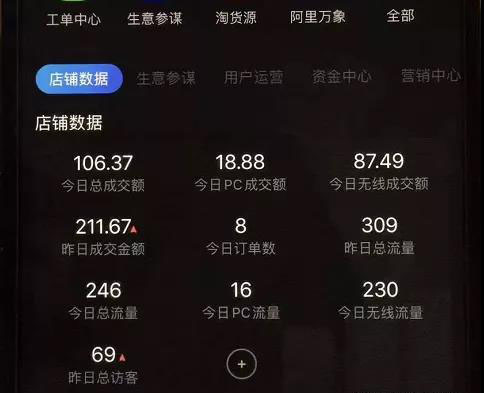 工单中心 生意参谋 淘货源 阿里万象 全部
店铺数据 生意参谋 用户运营 资金中心 营销中心
店铺数据
106.37 18.88 87.49
今日总成交额 今日PC成交额 今日无线成交额
211.67 8 309
昨日成交金额 今日订单数 昨日总流量
246 16 230
今日总流量 今日PC流量 今日无线流量
69
昨日总访客